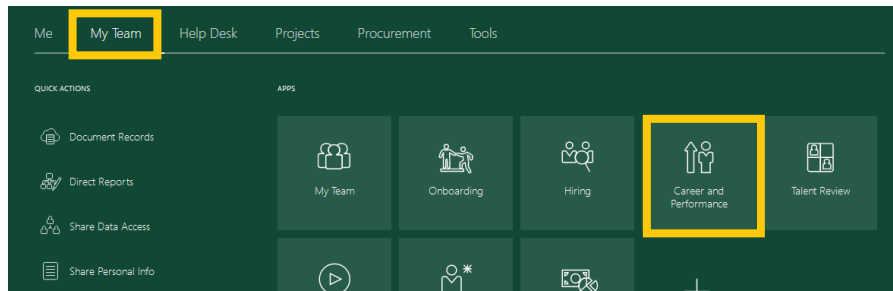 Me My Team Help Desk Projects Procurement Tools
QUICK ACTIONS
APPS
Document Records
Direct Reports
Share Data Access
Share Personal Info
My Team
Onboarding
Hiring
Career and
Performance
Talent Review